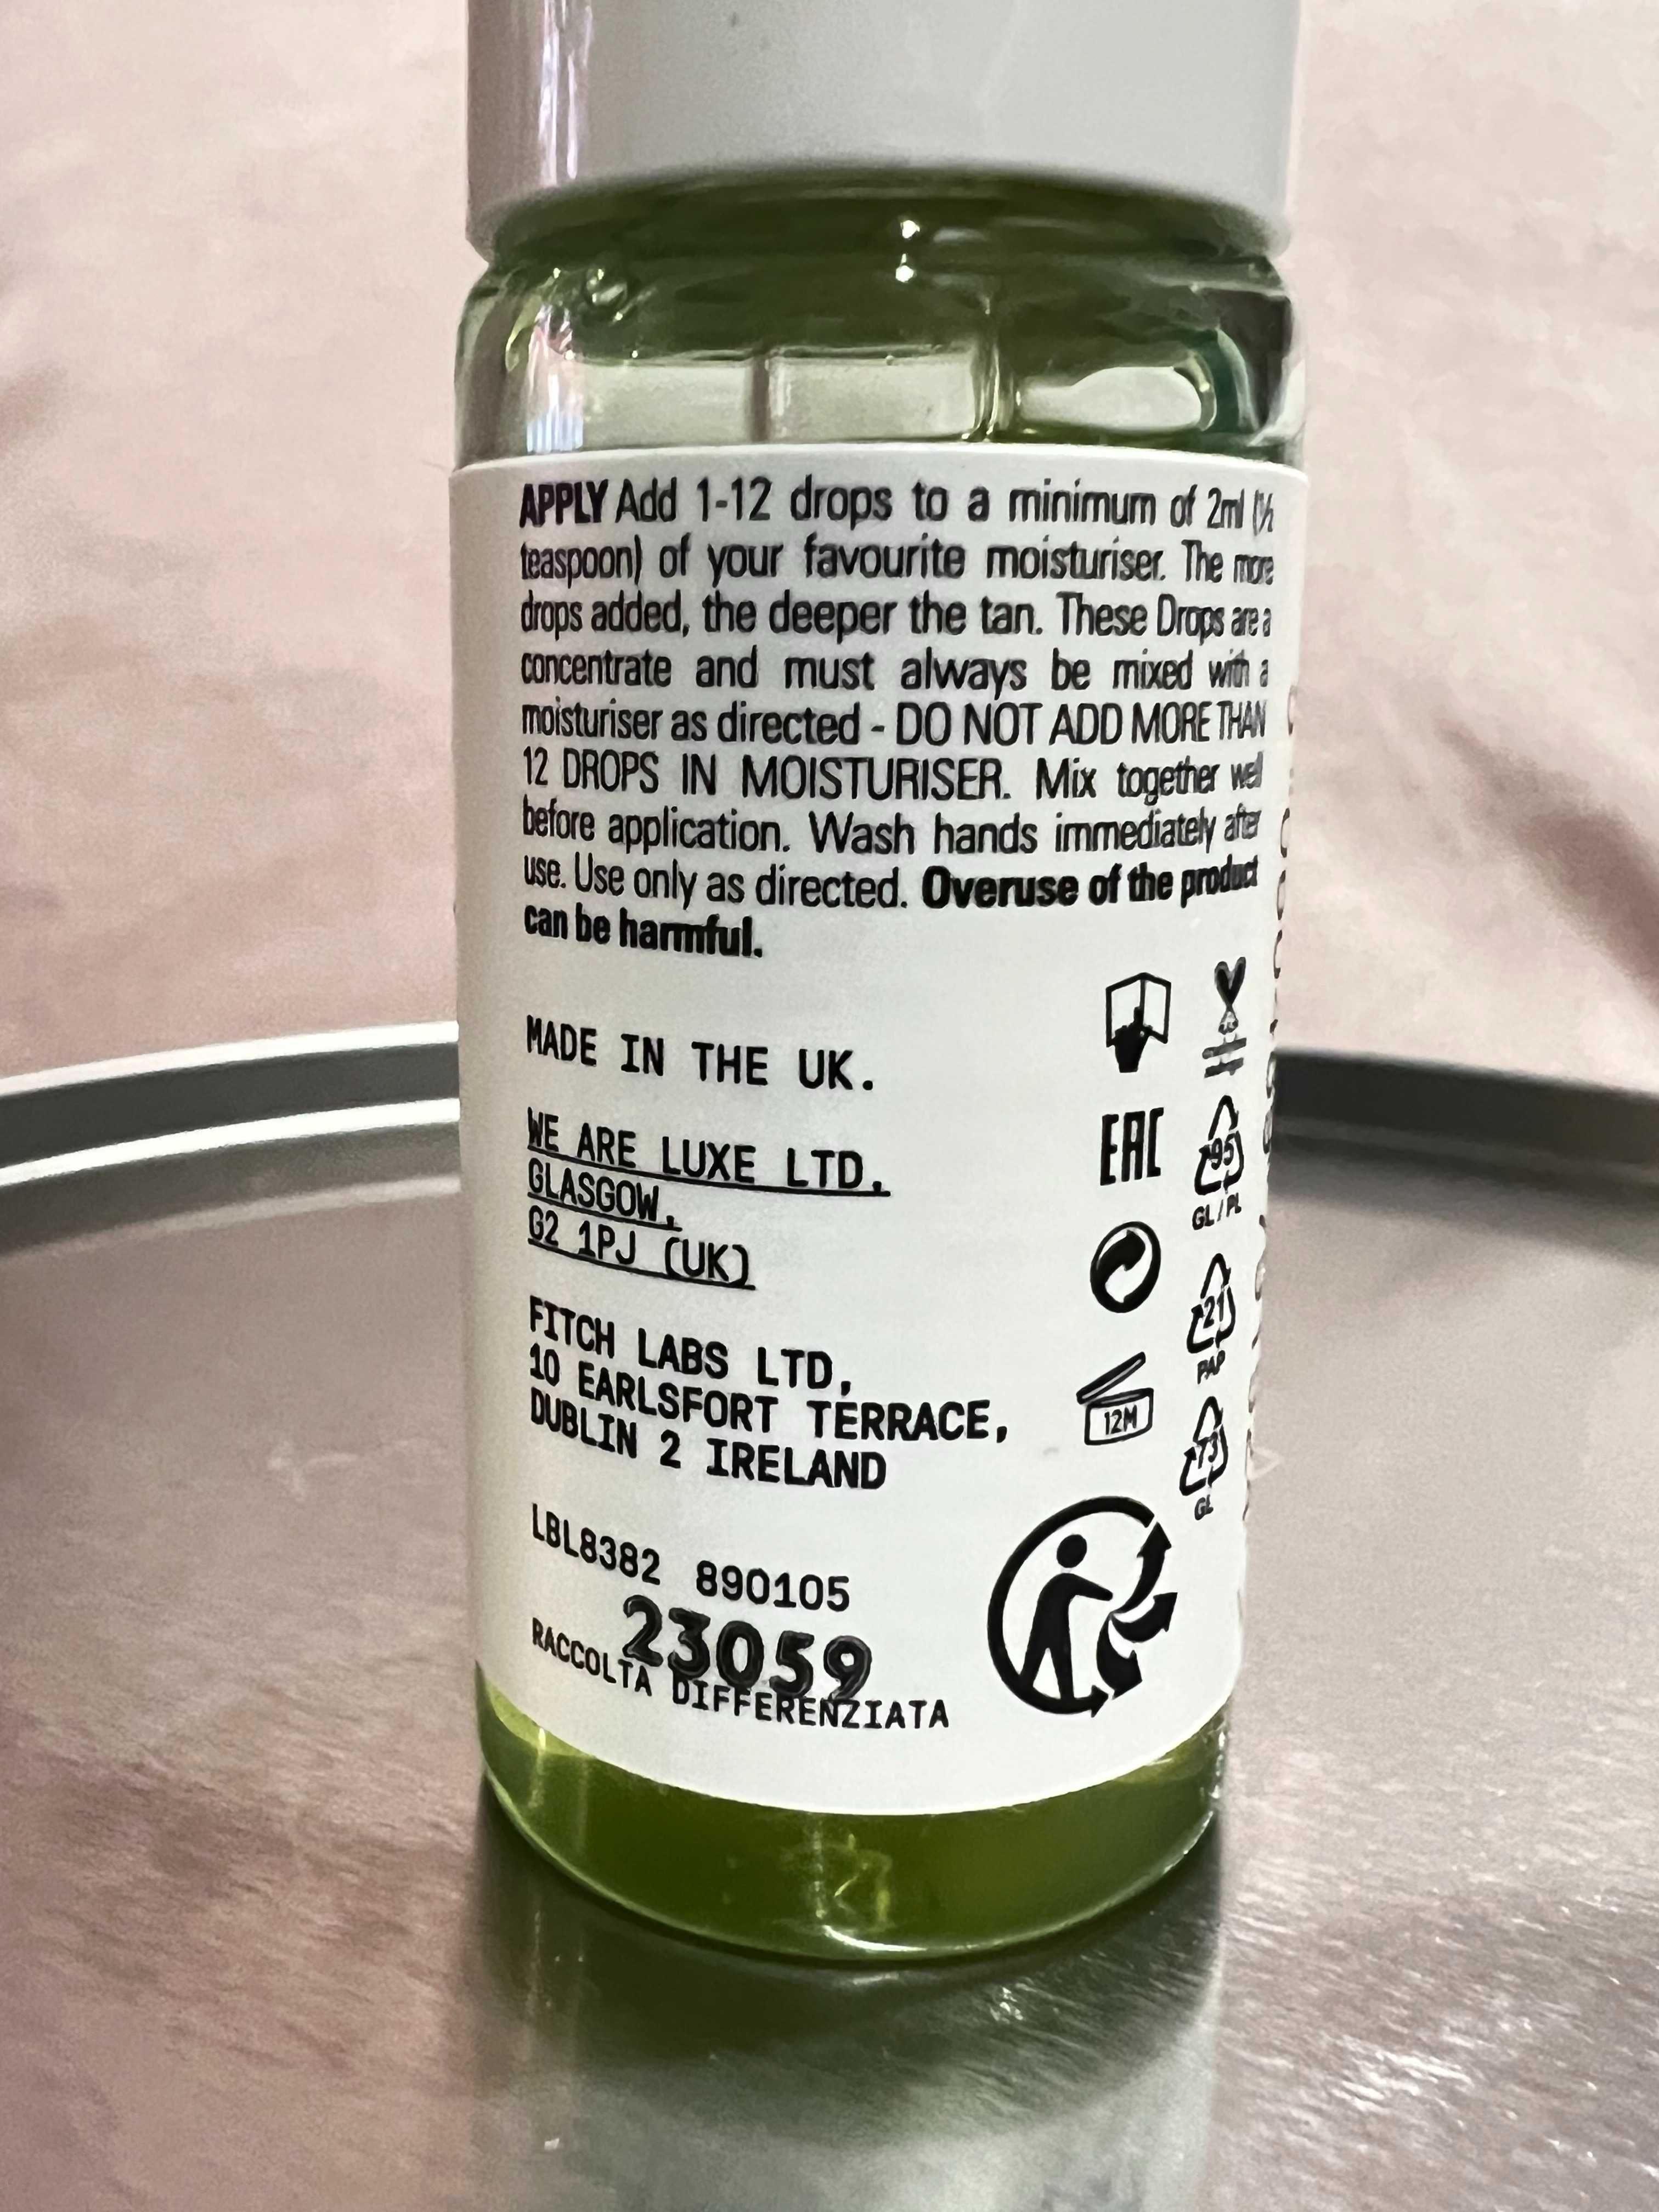 APPLY Add 1-12 drops to a minimum of 2ml (½
teaspoon) of your favourite moisturiser. The more
drops added, the deeper the tan. These Drops are a
concentrate and must always be mixed with a
moisturiser as directed - DO NOT ADD MORE THAN
12 DROPS IN MOISTURISER. Mix together well
before application. Wash hands immediately after
use. Use only as directed. Overuse of the product
can be harmful.
MADE IN THE UK.
WE ARE LUXE LTD,
GLASGOW,
G2 1PJ (UK)
FITCH LABS LTD,
10 EARLSFORT TERRACE,
DUBLIN 2 IRELAND
LBL8382 890105
23059
RACCOLTA DIFFERENZIATA
EAC
95
GL/PL
21
PAP
12M
73
GL